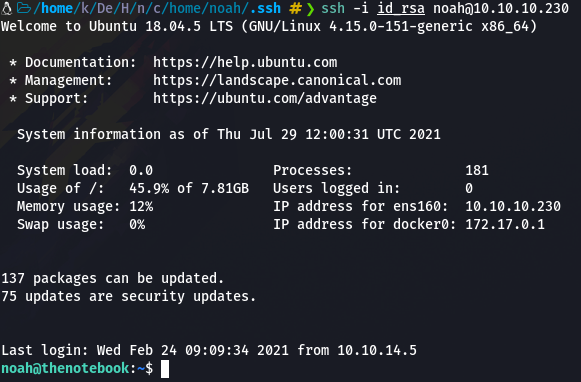 /home/k/De/H/n/c/home/noah/.ssh # ❯ ssh -i id_rsa noah@10.10.10.230
Welcome to Ubuntu 18.04.5 LTS (GNU/Linux 4.15.0-151-generic x86_64)
* Documentation:  https://help.ubuntu.com
* Management:     https://landscape.canonical.com
* Support:        https://ubuntu.com/advantage
System information as of Thu Jul 29 12:00:31 UTC 2021
System load:  0.0               Processes:              181
Usage of /:   45.9% of 7.81GB   Users logged in:        0
Memory usage: 12%               IP address for ens160:  10.10.10.230
Swap usage:   0%                IP address for docker0: 172.17.0.1
137 packages can be updated.
75 updates are security updates.
Last login: Wed Feb 24 09:09:34 2021 from 10.10.14.5
noah@thenotebook:~$